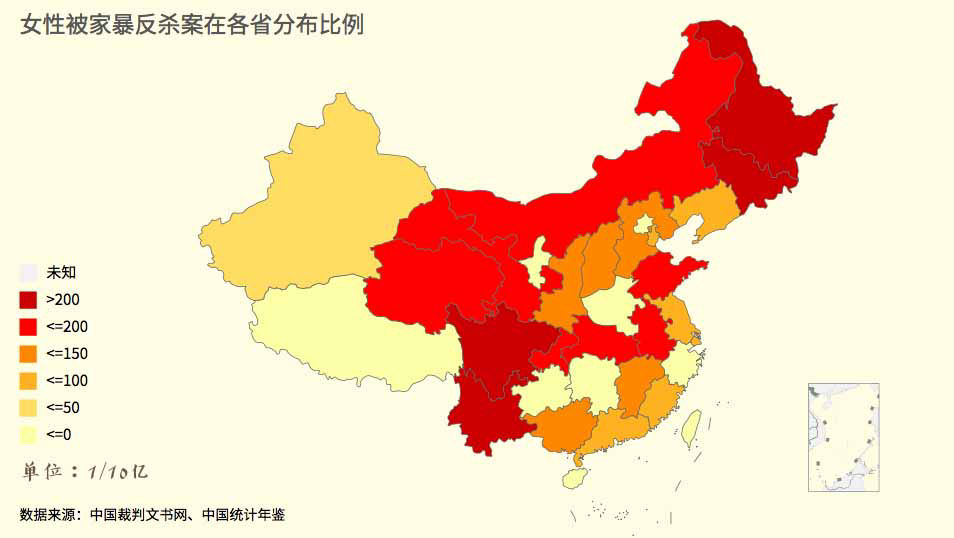 女性被家暴反杀案在各省分布比例
未知
>200
<=200
<=150
<=100
<=50
<=0
单位：1/10亿
数据来源：中国裁判文书网、中国统计年鉴